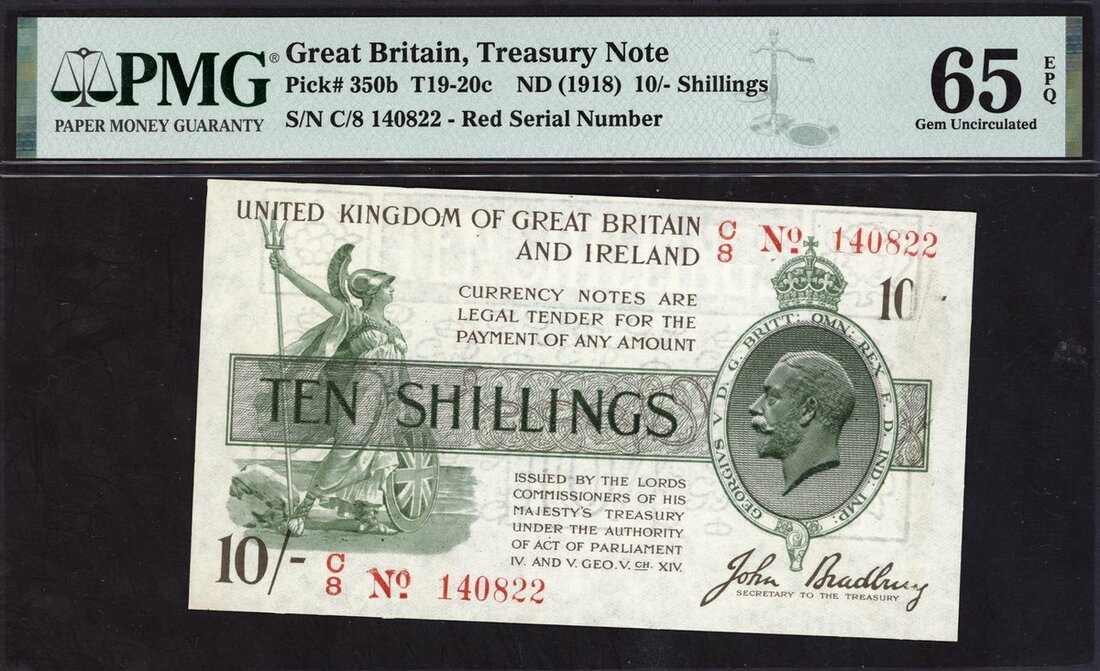 PMG®
PAPER MONEY GUARANTY
Great Britain, Treasury Note
Pick# 350b T19-20c ND (1918) 10/- Shillings
S/N C/8 140822 - Red Serial Number
65 EPQ
Gem Uncirculated
UNITED KINGDOM OF GREAT BRITAIN
AND IRELAND
C/8 No. 140822
CURRENCY NOTES ARE
LEGAL TENDER FOR THE
PAYMENT OF ANY AMOUNT
10
GEORGIVS V D. G. BRITT: OMN: REX F. D. IND: IMP:
TEN SHILLINGS
ISSUED BY THE LORDS
COMMISSIONERS OF HIS
MAJESTY'S TREASURY
UNDER THE AUTHORITY
OF ACT OF PARLIAMENT
IV. AND V. GEO. V. CH. XIV.
10/- C/8 No. 140822
John Bradbury
SECRETARY TO THE TREASURY